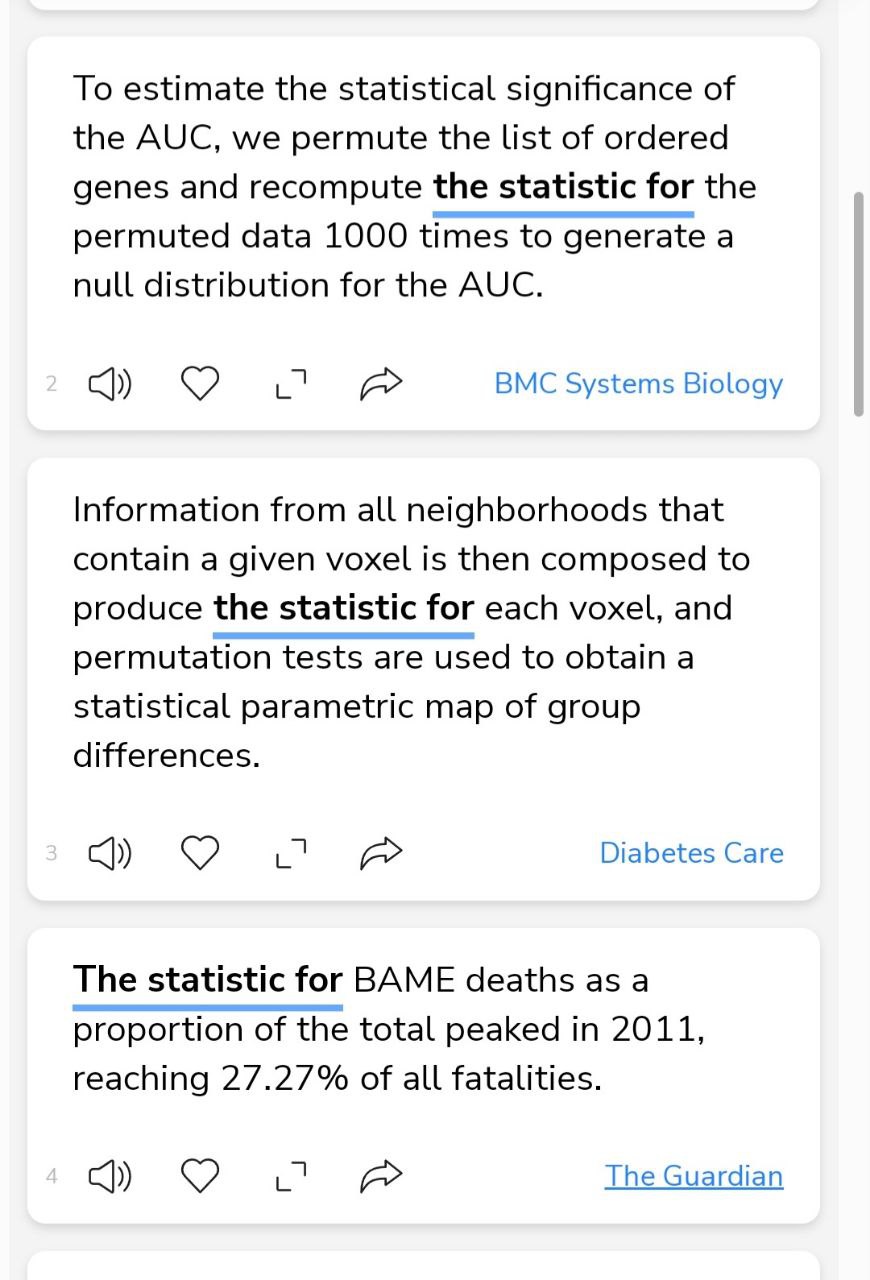 To estimate the statistical significance of
the AUC, we permute the list of ordered
genes and recompute the statistic for the
permuted data 1000 times to generate a
null distribution for the AUC.
2
BMC Systems Biology
Information from all neighborhoods that
contain a given voxel is then composed to
produce the statistic for each voxel, and
permutation tests are used to obtain a
statistical parametric map of group
differences.
3
Diabetes Care
The statistic for BAME deaths as a
proportion of the total peaked in 2011,
reaching 27.27% of all fatalities.
4
The Guardian